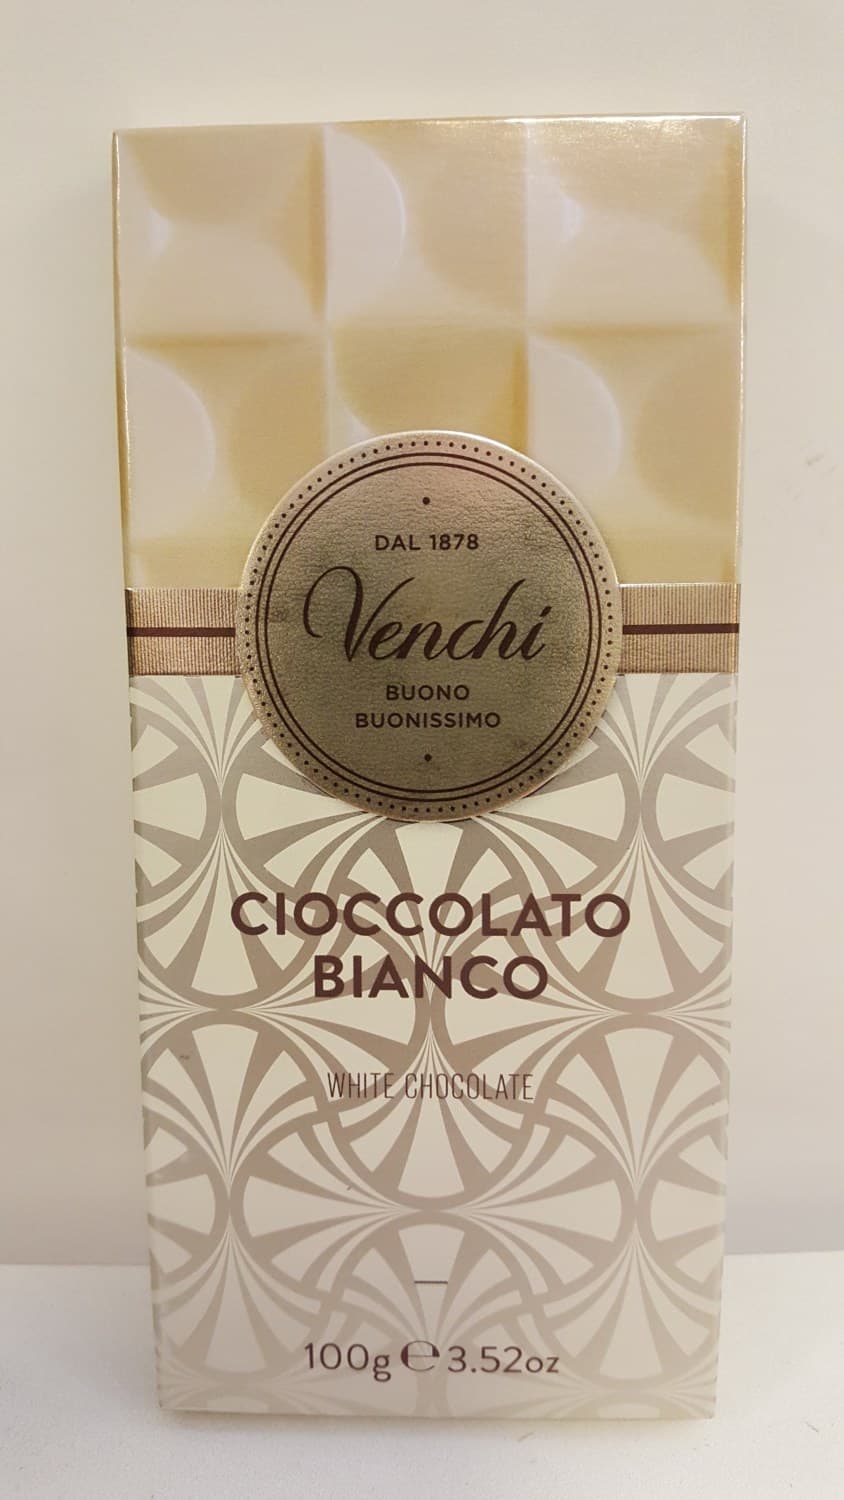 DAL 1878
Venchi
BUONO
BUONISSIMO
CIOCCOLATO
BIANCO
WHITE CHOCOLATE
100g ℮ 3.52oz